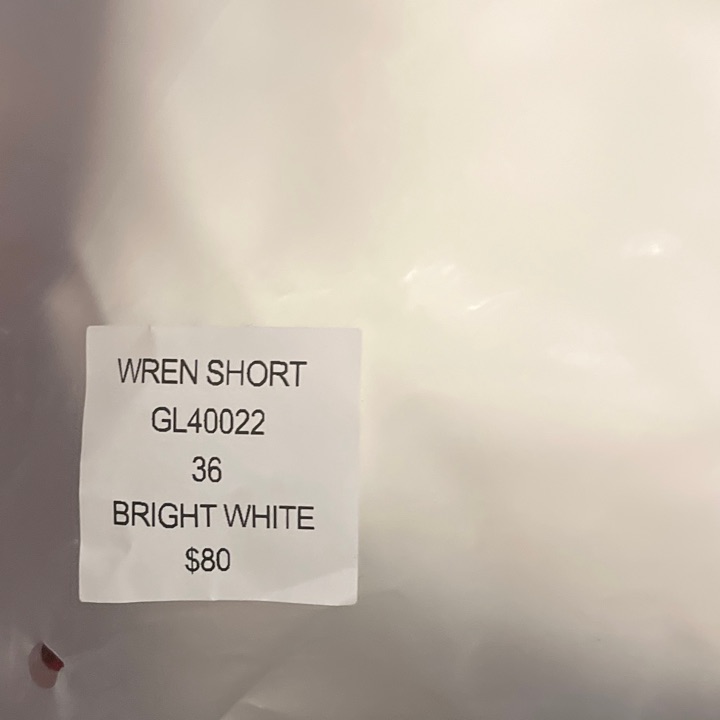 WREN SHORT
GL40022
36
BRIGHT WHITE
$80